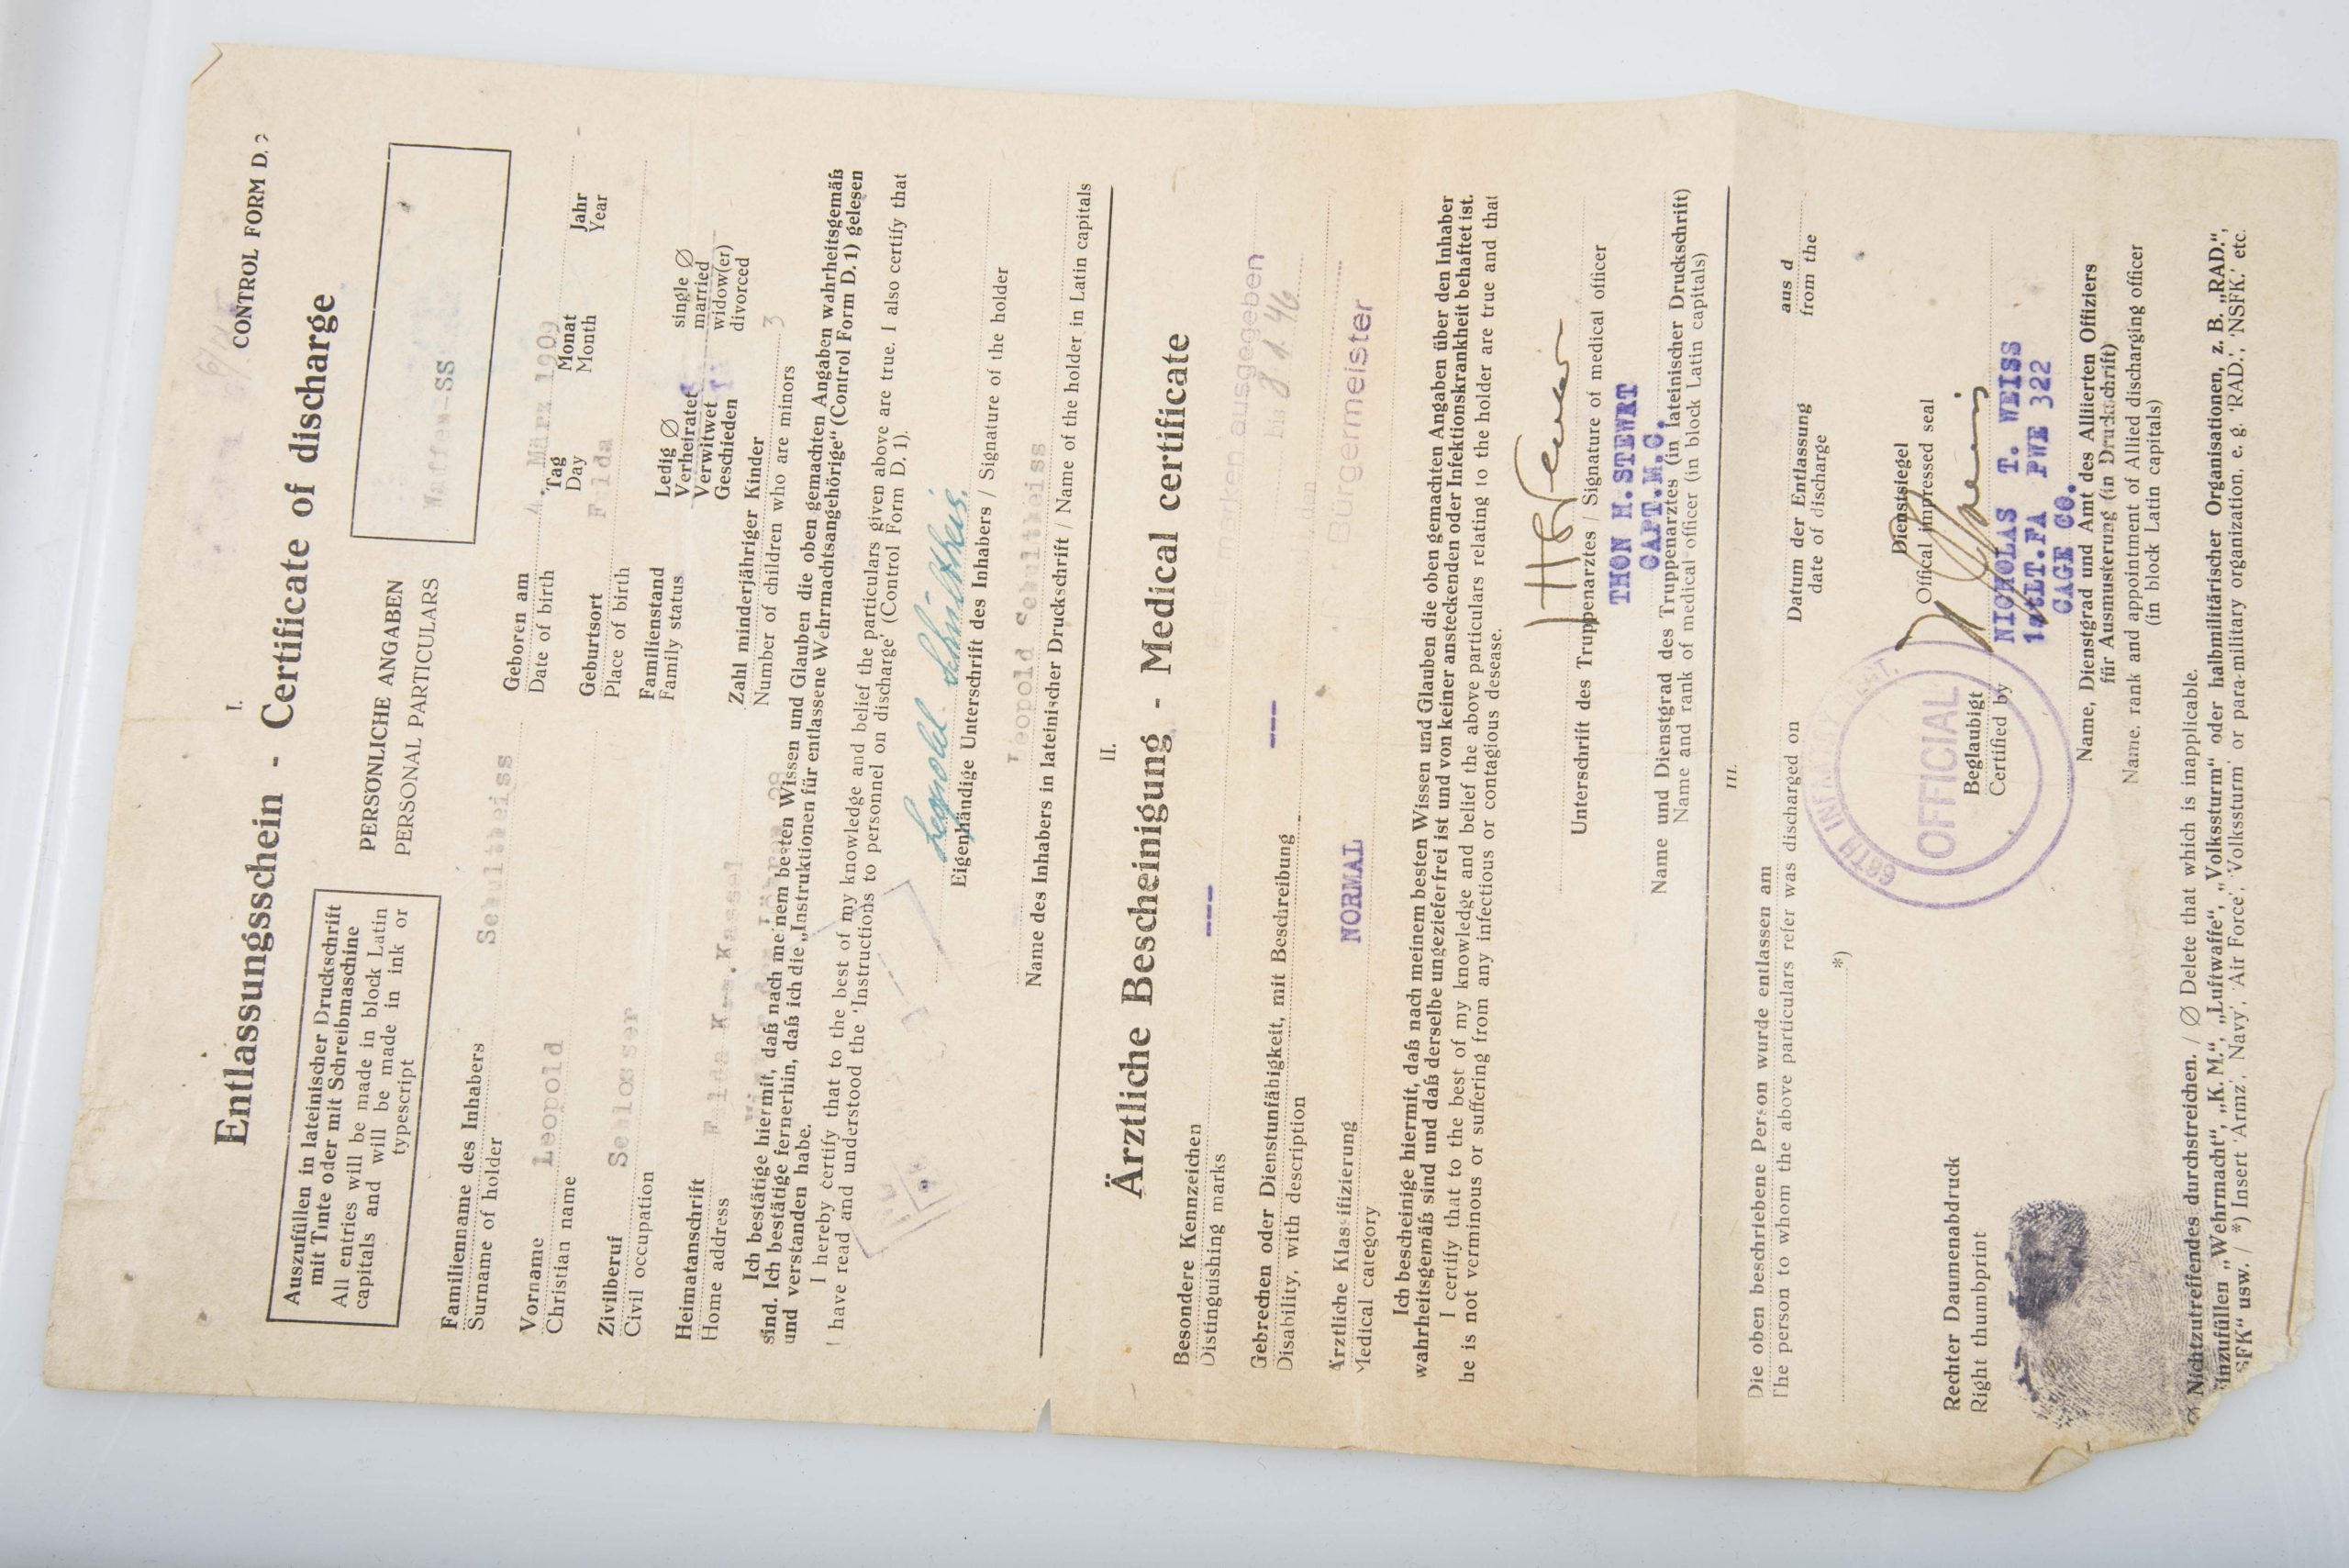 CONTROL FORM D.
I.
Entlassungsschein - Certificate of discharge
Auszufüllen in lateinischer Druckschrift
mit Tinte oder mit Schreibmaschine
All entries will be made in block Latin
capitals and will be made in ink or
typescript
PERSÖNLICHE ANGABEN
PERSONAL PARTICULARS
Waffen-SS
Familienname des Inhabers
Surname of holder
Schultheiss
Geboren am
Date of birth
4. März 1909
Tag Monat Jahr
Day Month Year
Vorname
Christian name
Leopold
Geburtsort
Place of birth
Frida
Zivilberuf
Civil occupation
Schlosser
Familienstand
Family status
Ledig Ø single Ø
Verheiratet married
Verwitwet widow(er)
Geschieden divorced
Heimatanschrift
Home address
Krs.Kassel
Zahl minderjähriger Kinder
Number of children who are minors
3
Ich bestätige hiermit, daß nach meinem besten Wissen und Glauben die oben gemachten Angaben wahrheitsgemäß
sind. Ich bestätige fernerhin, daß ich die „Instruktionen für entlassene Wehrmachtsangehörige“ (Control Form D. 1) gelesen
und verstanden habe.
I hereby certify that to the best of my knowledge and belief the particulars given above are true. I also certify that
I have read and understood the 'Instructions to personnel on discharge' (Control Form D. 1).
Leopold Schultheis.
Eigenhändige Unterschrift des Inhabers / Signature of the holder
Leopold Schultheiss
Name des Inhabers in lateinischer Druckschrift / Name of the holder in Latin capitals
II.
Ärztliche Bescheinigung - Medical certificate
Besondere Kennzeichen
Distinguishing marks
---
marken ausgegeben
bis 8.1.46
Gebrechen oder Dienstunfähigkeit, mit Beschreibung
Disability, with description
---
, den
Bürgermeister
Ärztliche Klassifizierung
Medical category
NORMAL
Ich bescheinige hiermit, daß nach meinem besten Wissen und Glauben die oben gemachten Angaben über den Inhaber
wahrheitsgemäß sind und daß derselbe ungezieferfrei ist und von keiner ansteckenden oder Infektionskrankheit behaftet ist.
I certify that to the best of my knowledge and belief the above particulars relating to the holder are true and that
he is not verminous or suffering from any infectious or contagious disease.
Unterschrift des Truppenarztes / Signature of medical officer
THON H.STEWRT
CAPT.M.C.
Name und Dienstgrad des Truppenarztes (in lateinischer Druckschrift)
Name and rank of medical officer (in block Latin capitals)
III.
Die oben beschriebene Person wurde entlassen am
The person to whom the above particulars refer was discharged on
Datum der Entlassung
date of discharge
aus d
from the
*)
Dienstsiegel
Offical impressed seal
66TH INFANTRY REGT.
OFFICIAL
Rechter Daumenabdruck
Right thumbprint
Beglaubigt
Certified by
NICHOLAS T. WEISS
1stLT.FA PWE 322
CAGE CO.
Name, Dienstgrad und Amt des Alliierten Offiziers
für Ausmusterung (in Druckschrift)
Name, rank and appointment of Allied discharging officer
(in block Latin capitals)
Ø Nichtzutreffendes durchstreichen. / Ø Delete that which is inapplicable.
Einzufüllen „Wehrmacht“, „K. M.“, „Luftwaffe“, „Volkssturm“ oder halbmilitärischer Organisationen, z. B. „RAD.“,
SFK“ usw. / *) Insert 'Armz', Navy', 'Air Force', 'Volkssturm' or para-military organization, e. g. 'RAD.', 'NSFK.' etc.